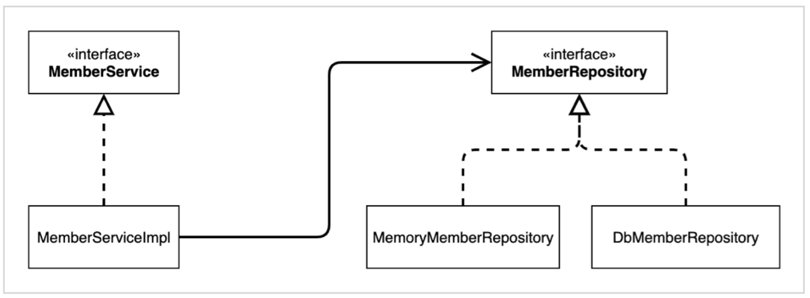 «interface»
MemberService
«interface»
MemberRepository
MemberServiceImpl
MemoryMemberRepository
DbMemberRepository